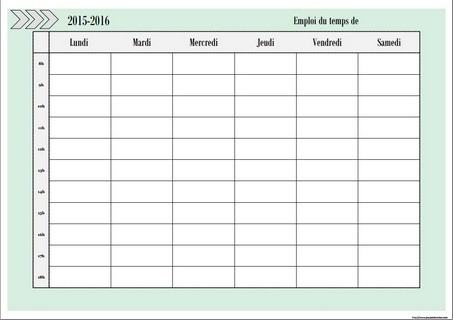 2015-2016 Emploi du temps de
Lundi Mardi Mercredi Jeudi Vendredi Samedi
8h
9h
10h
11h
12h
13h
14h
15h
16h
17h
18h